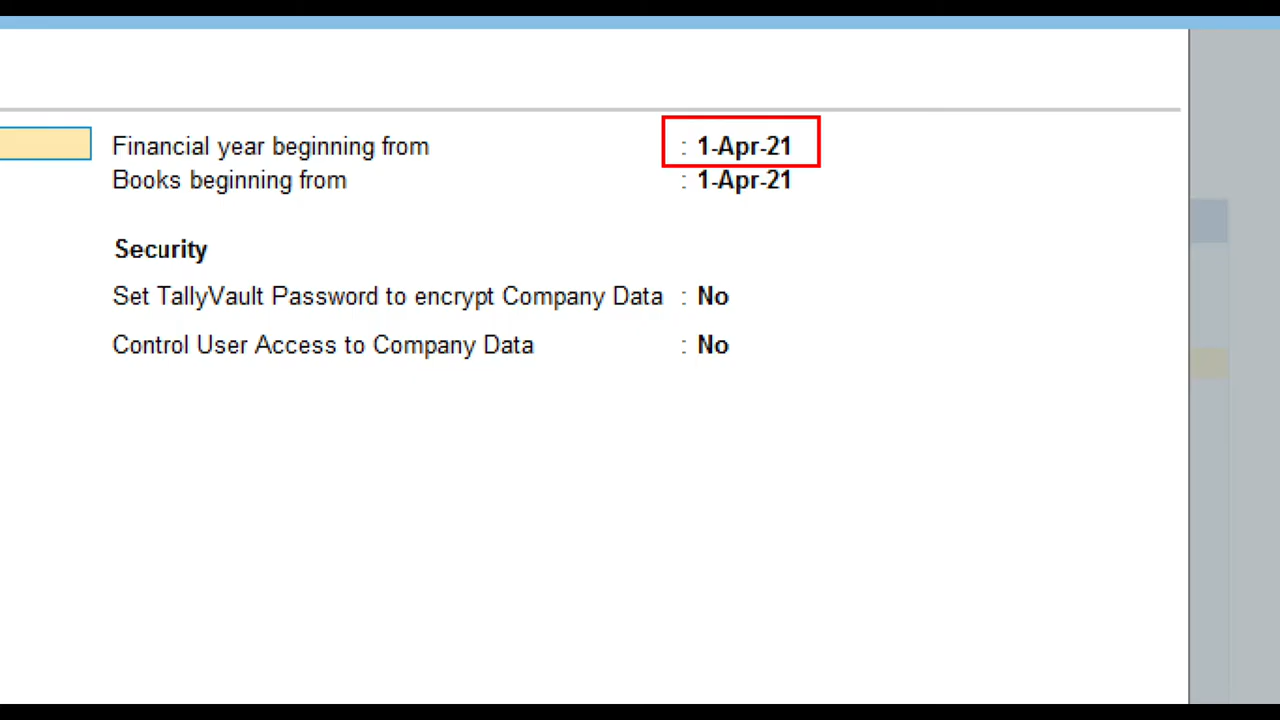 Financial year beginning from : 1-Apr-21
Books beginning from : 1-Apr-21
Security
Set TallyVault Password to encrypt Company Data : No
Control User Access to Company Data : No